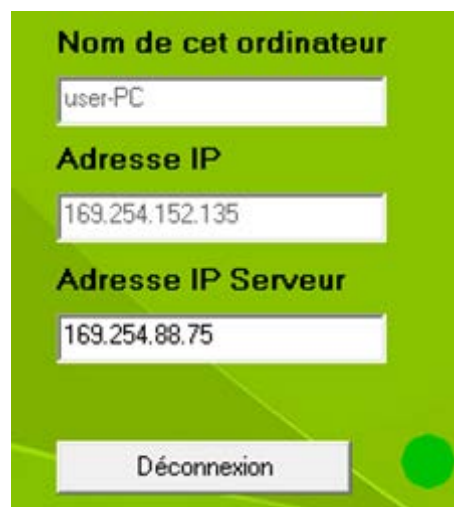 Nom de cet ordinateur
user-PC
Adresse IP
169.254.152.135
Adresse IP Serveur
169.254.88.75
Déconnexion